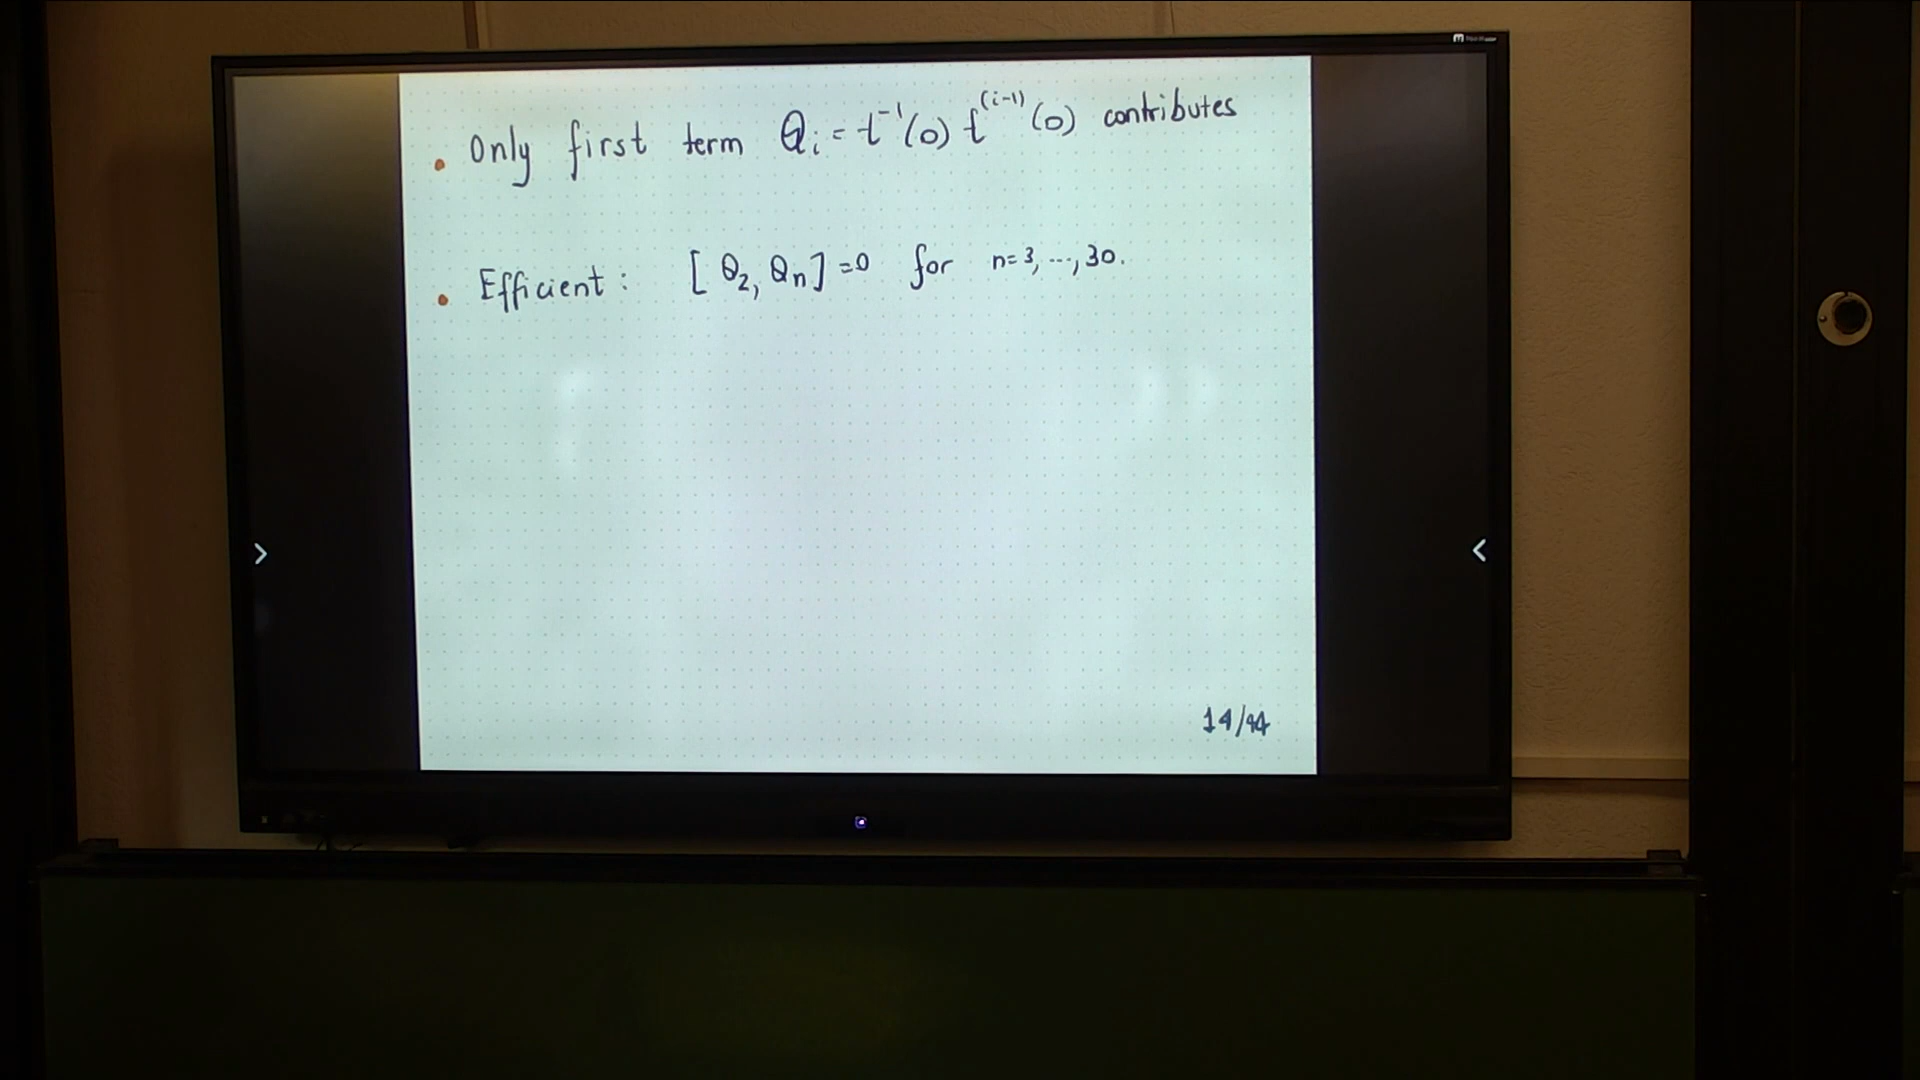 • Only first term Q_i = t^{-1}(0) t^{(i-1)}(0) contributes
• Efficient : [Q_2, Q_n] = 0 for n=3, ..., 30.
14/44